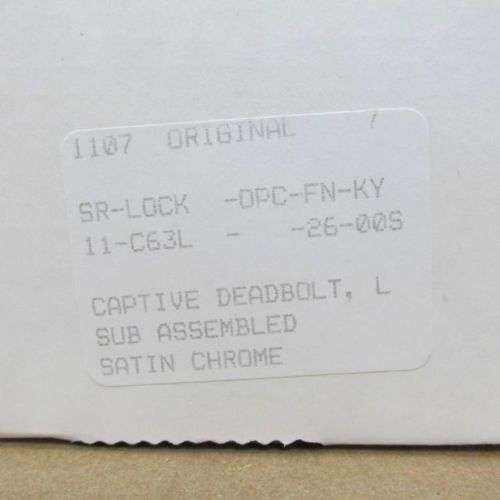 1107 ORIGINAL /
SR-LOCK -OPC-FN-KY
11-C63L - -26-00S
CAPTIVE DEADBOLT, L
SUB ASSEMBLED
SATIN CHROME